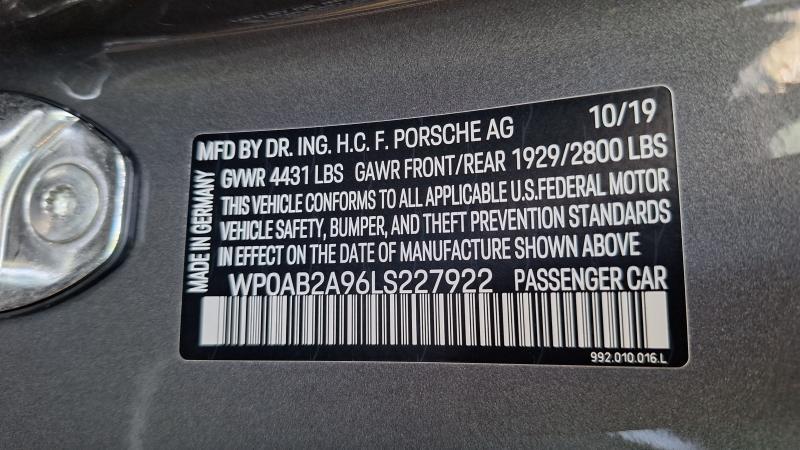 MFD BY DR. ING. H.C. F. PORSCHE AG 10/19
GVWR 4431 LBS GAWR FRONT/REAR 1929/2800 LBS
THIS VEHICLE CONFORMS TO ALL APPLICABLE U.S.FEDERAL MOTOR
VEHICLE SAFETY, BUMPER, AND THEFT PREVENTION STANDARDS
IN EFFECT ON THE DATE OF MANUFACTURE SHOWN ABOVE
WP0AB2A96LS227922 PASSENGER CAR
992.010.016.L
MADE IN GERMANY